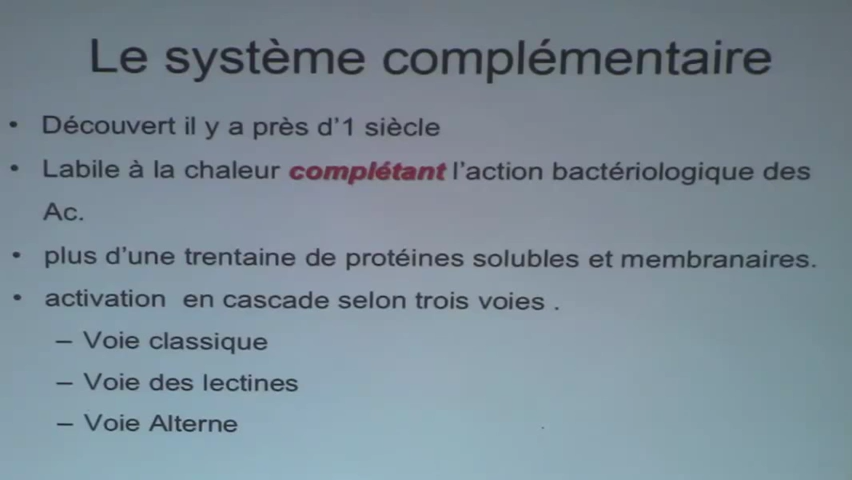 Le système complémentaire
• Découvert il y a près d’1 siècle
• Labile à la chaleur complétant l’action bactériologique des
Ac.
• plus d’une trentaine de protéines solubles et membranaires.
• activation en cascade selon trois voies .
– Voie classique
– Voie des lectines
– Voie Alterne